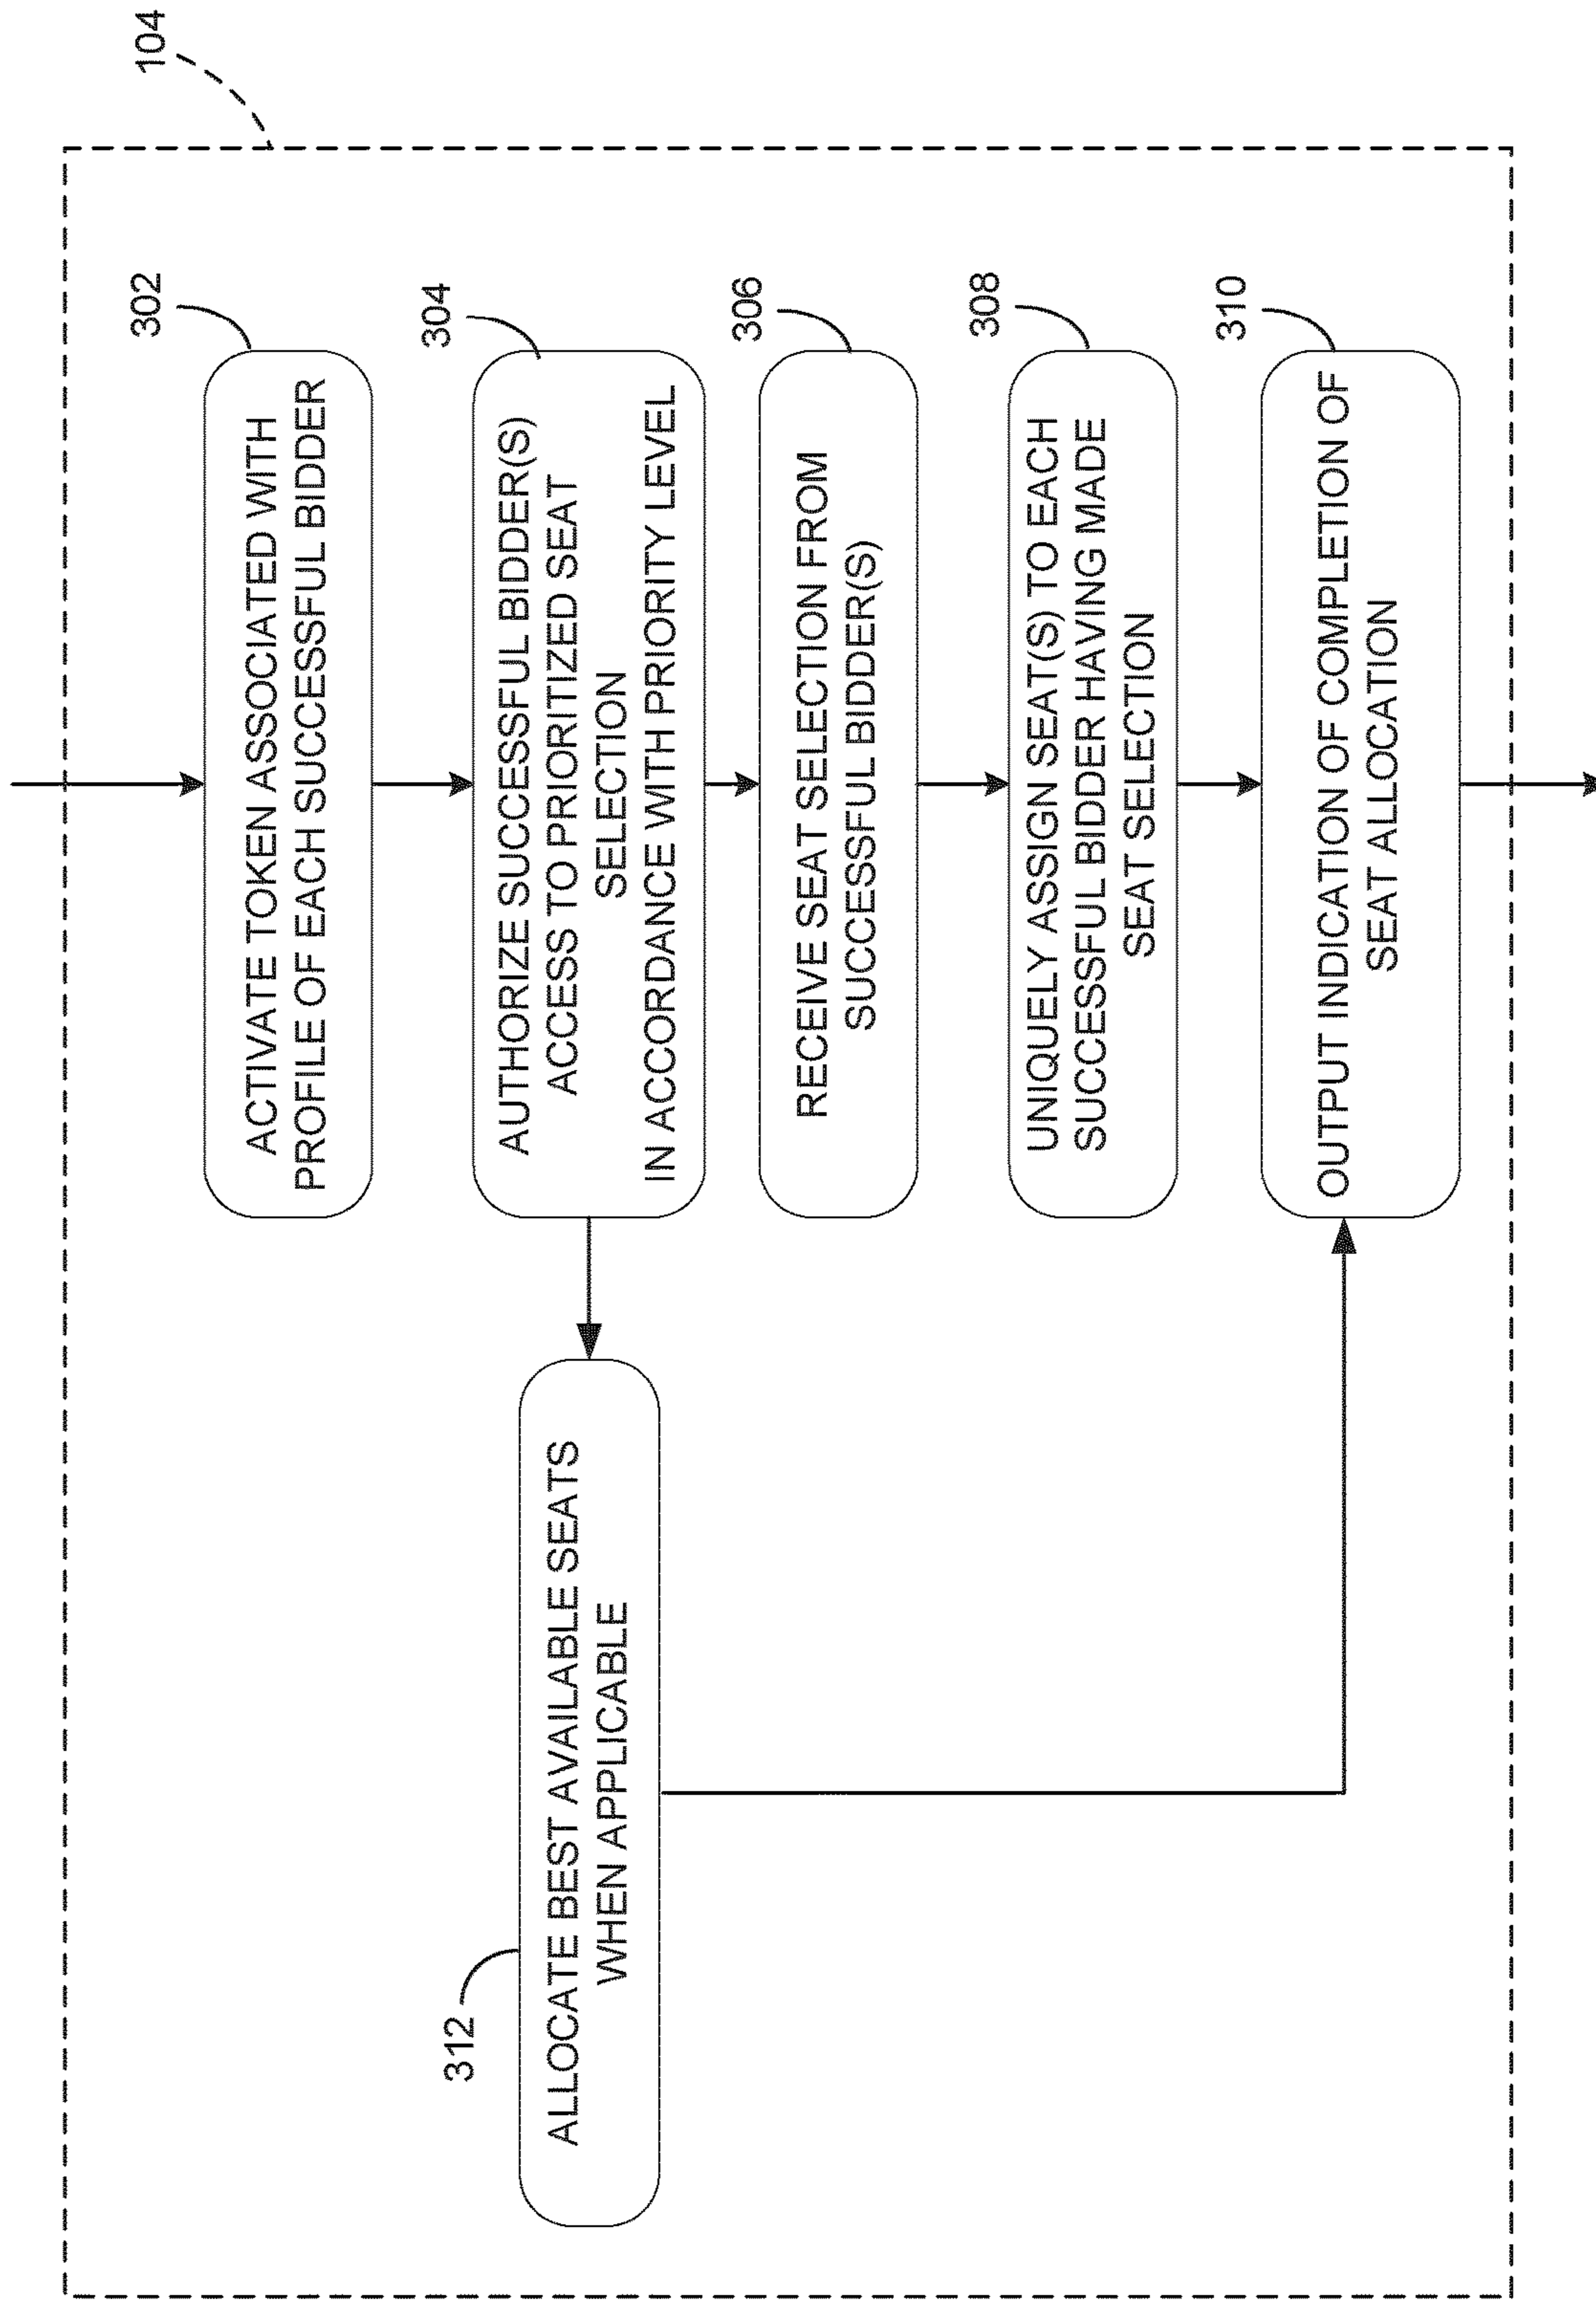 104
302
ACTIVATE TOKEN ASSOCIATED WITH
PROFILE OF EACH SUCCESSFUL BIDDER
304
AUTHORIZE SUCCESSFUL BIDDER(S)
ACCESS TO PRIORITIZED SEAT
SELECTION
IN ACCORDANCE WITH PRIORITY LEVEL
306
RECEIVE SEAT SELECTION FROM
SUCCESSFUL BIDDER(S)
308
UNIQUELY ASSIGN SEAT(S) TO EACH
SUCCESSFUL BIDDER HAVING MADE
SEAT SELECTION
310
OUTPUT INDICATION OF COMPLETION OF
SEAT ALLOCATION
312
ALLOCATE BEST AVAILABLE SEATS
WHEN APPLICABLE